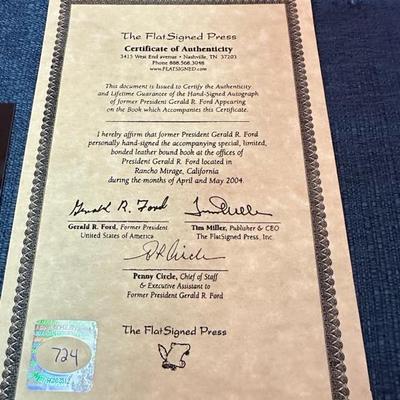 The FlatSigned Press
Certificate of Authenticity
3415 West End avenue • Nashville, TN 37203
Phone 888.568.3048
www.FLATSIGNED.com
This document is Issued to Certify the Authenticity
and Lifetime Guarantee of the Hand-Signed Autograph
of former President Gerald R. Ford Appearing
on the Book which Accompanies this Certificate.
I hereby affirm that former President Gerald R. Ford
personally hand-signed the accompanying special, limited,
bonded leather bound book at the offices of
President Gerald R. Ford located in
Rancho Mirage, California
during the months of April and May 2004.
Gerald R. Ford
Gerald R. Ford, Former President
United States of America
Tim Miller, Publisher & CEO
The FlatSigned Press, Inc.
Penny Circle, Chief of Staff
& Executive Assistant to
Former President Gerald R. Ford
724
The FlatSigned Press